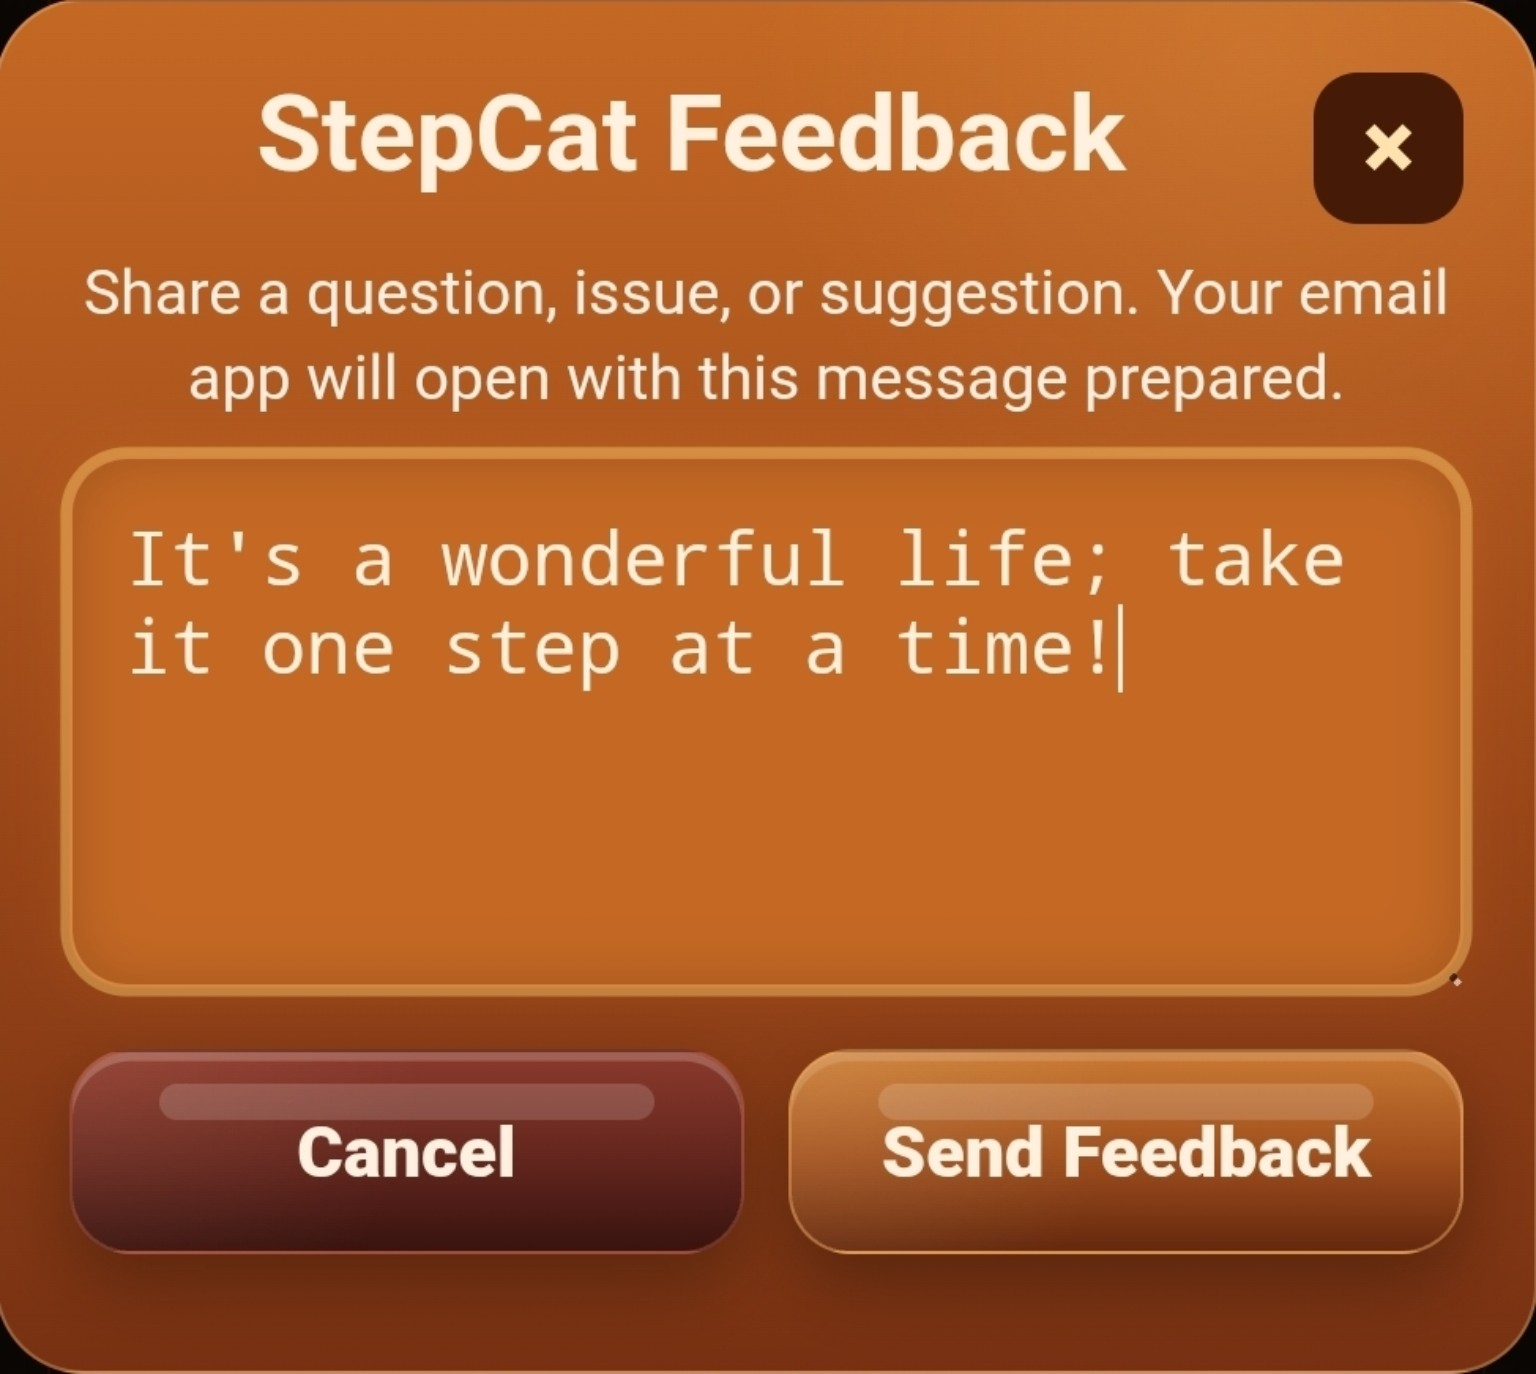 StepCat Feedback
×
Share a question, issue, or suggestion. Your email
app will open with this message prepared.
It's a wonderful life; take
it one step at a time!
Cancel
Send Feedback